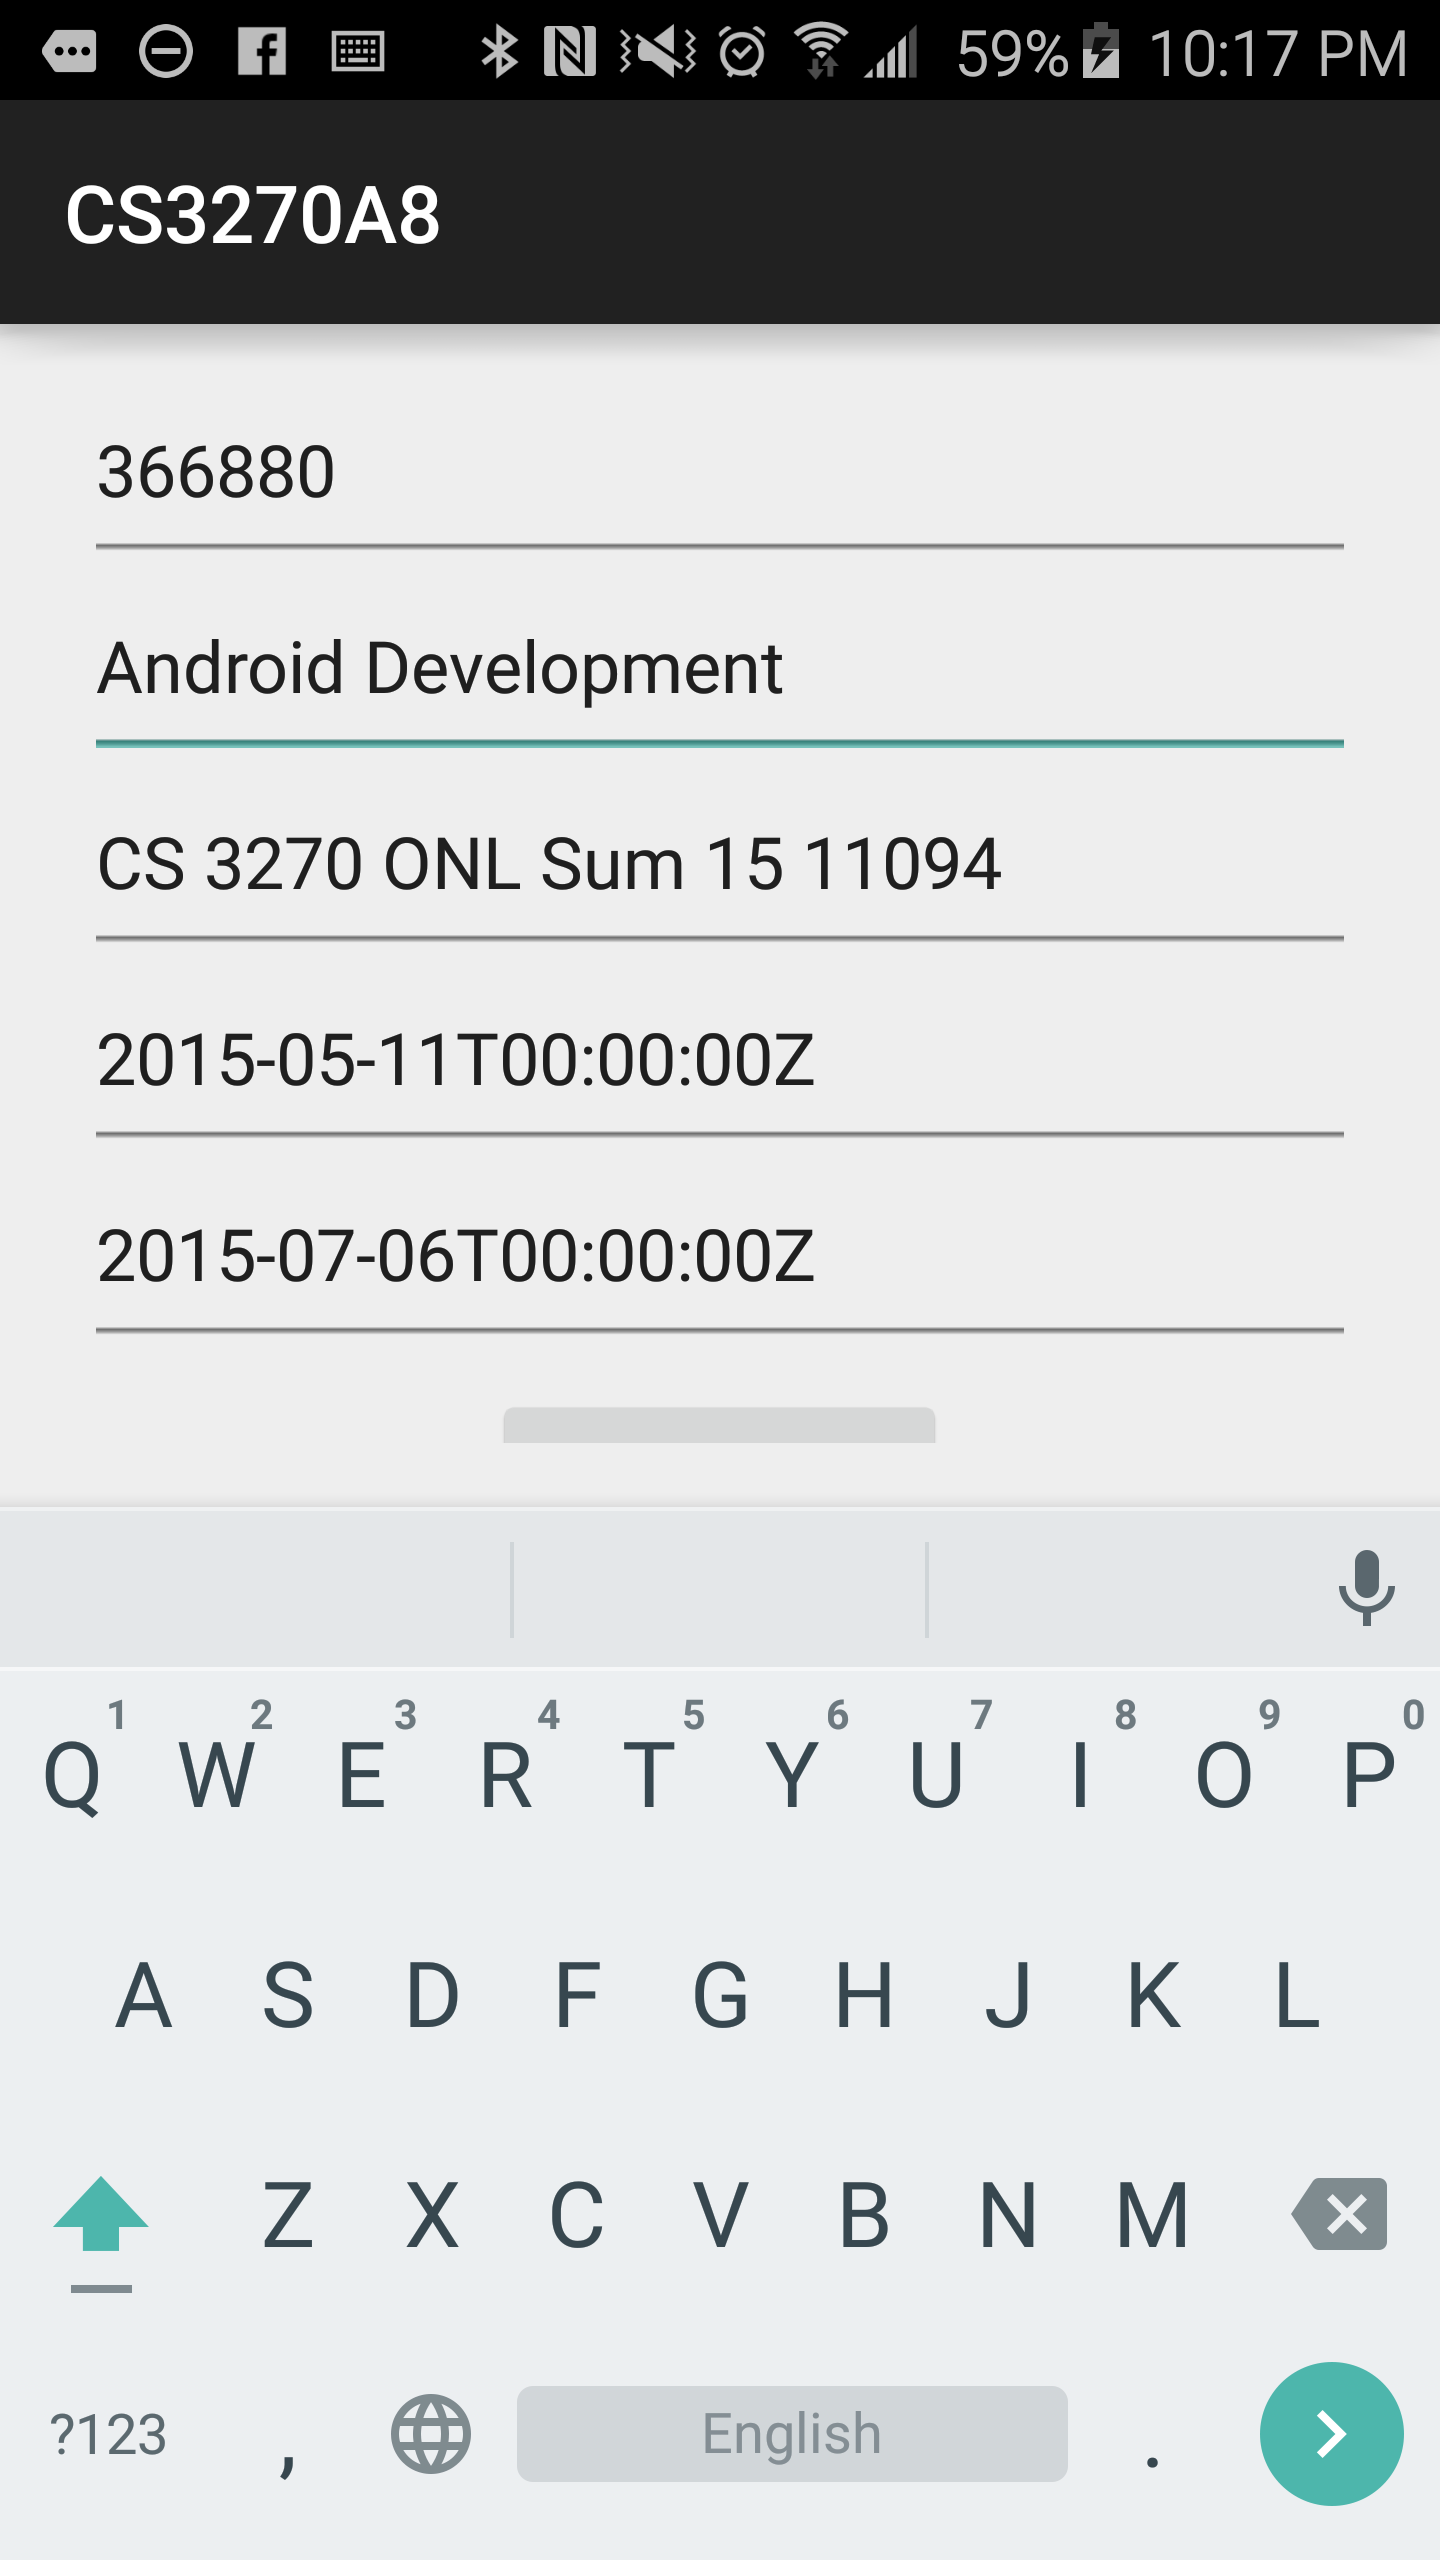 59% 10:17 PM
CS3270A8
366880
Android Development
CS 3270 ONL Sum 15 11094
2015-05-11T00:00:00Z
2015-07-06T00:00:00Z
1 2 3 4 5 6 7 8 9 0
Q W E R T Y U I O P
A S D F G H J K L
Z X C V B N M
?123 , English .